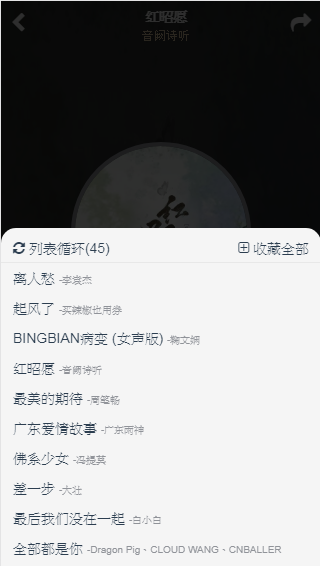 红昭愿
音阙诗听
列表循环(45) 收藏全部
离人愁 -李袁杰
起风了 -买辣椒也用券
BINGBIAN病变 (女声版) -鞠文娴
红昭愿 -音阙诗听
最美的期待 -周笔畅
广东爱情故事 -广东雨神
佛系少女 -冯提莫
差一步 -大壮
最后我们没在一起 -白小白
全部都是你 -Dragon Pig、CLOUD WANG、CNBALLER